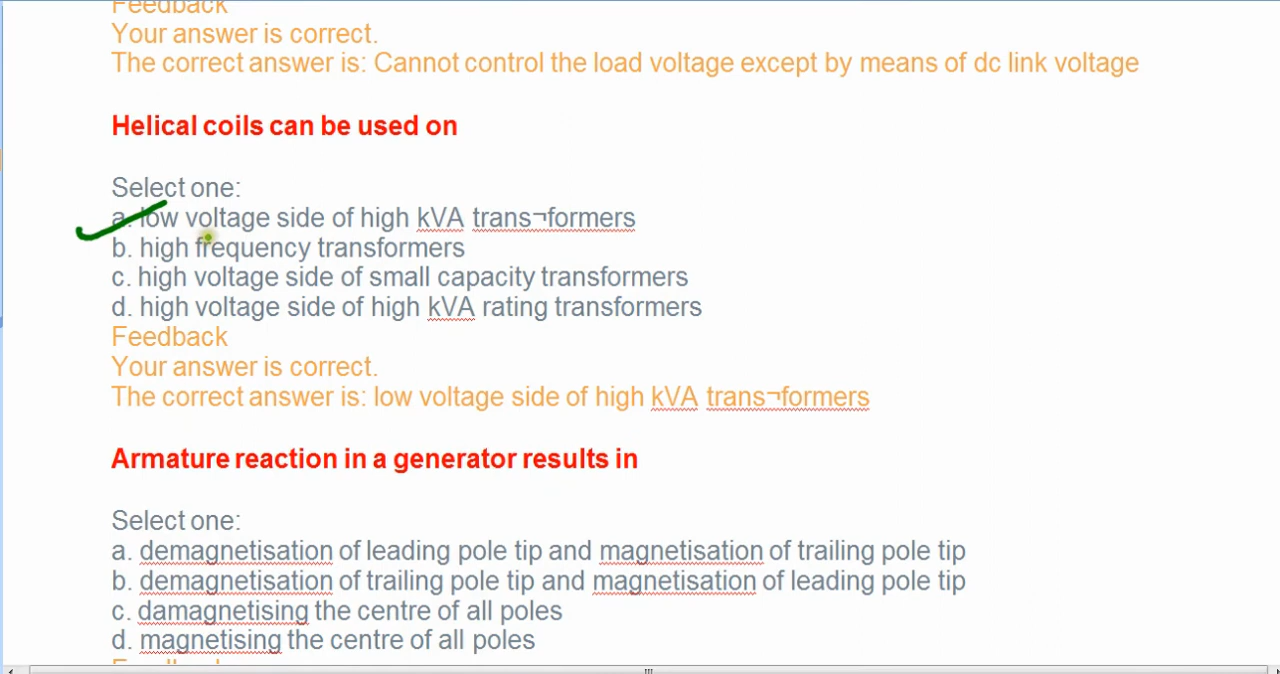 Feedback
Your answer is correct.
The correct answer is: Cannot control the load voltage except by means of dc link voltage
Helical coils can be used on
Select one:
a. low voltage side of high kVA trans¬formers
b. high frequency transformers
c. high voltage side of small capacity transformers
d. high voltage side of high kVA rating transformers
Feedback
Your answer is correct.
The correct answer is: low voltage side of high kVA trans¬formers
Armature reaction in a generator results in
Select one:
a. demagnetisation of leading pole tip and magnetisation of trailing pole tip
b. demagnetisation of trailing pole tip and magnetisation of leading pole tip
c. damagnetising the centre of all poles
d. magnetising the centre of all poles